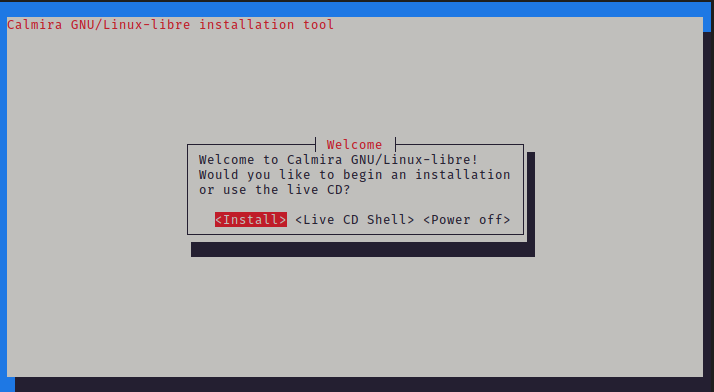 Calmira GNU/Linux-libre installation tool
Welcome
Welcome to Calmira GNU/Linux-libre!
Would you like to begin an installation
or use the live CD?
<Install> <Live CD Shell> <Power off>